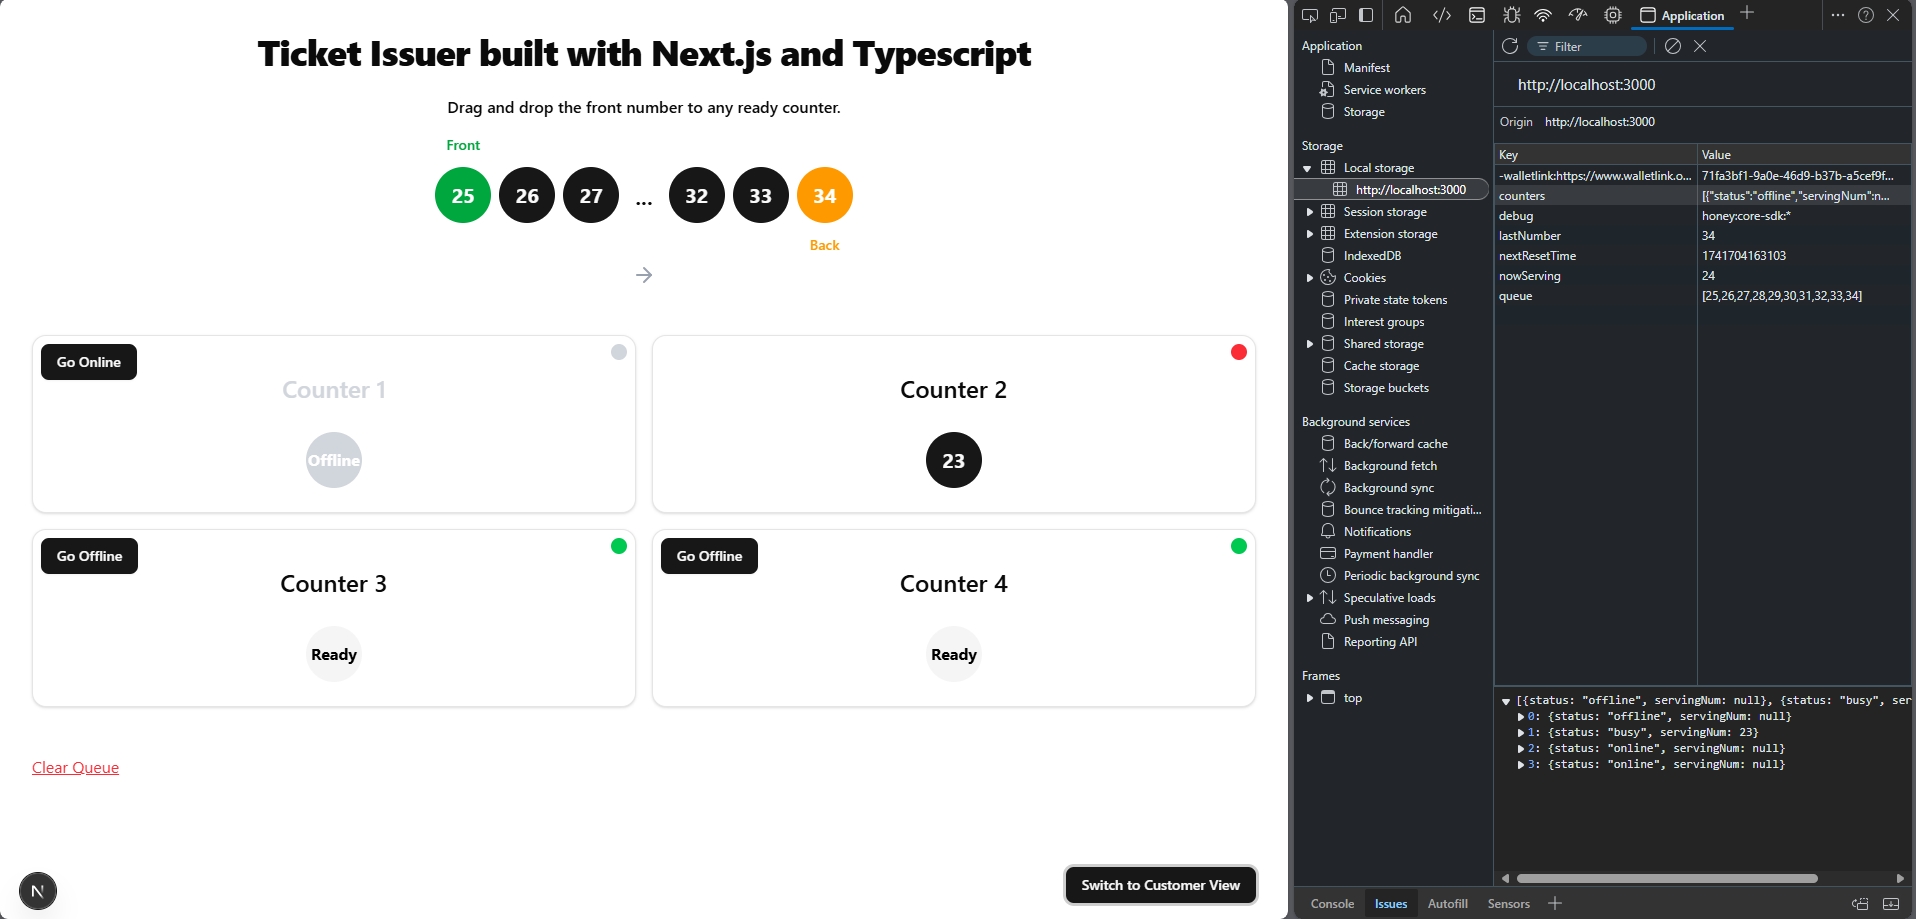 Ticket Issuer built with Next.js and Typescript
Drag and drop the front number to any ready counter.
Front
25 26 27 ... 32 33 34
Back
Go Online
Counter 1
Offline
Counter 2
23
Go Offline
Counter 3
Ready
Go Offline
Counter 4
Ready
Clear Queue
N
Switch to Customer View
Application
Application
Manifest
Service workers
Storage
Storage
Local storage
http://localhost:3000
Session storage
Extension storage
IndexedDB
Cookies
Private state tokens
Interest groups
Shared storage
Cache storage
Storage buckets
Background services
Back/forward cache
Background fetch
Background sync
Bounce tracking mitigati...
Notifications
Payment handler
Periodic background sync
Speculative loads
Push messaging
Reporting API
Frames
top
Filter
http://localhost:3000
Origin http://localhost:3000
Key Value
-walletlink:https://www.walletlink.o... 71fa3bf1-9a0e-46d9-b37b-a5cef9f...
counters [{"status":"offline","servingNum":n...
debug honey:core-sdk:*
lastNumber 34
nextResetTime 1741704163103
nowServing 24
queue [25,26,27,28,29,30,31,32,33,34]
[{status: "offline", servingNum: null}, {status: "busy", ser
0: {status: "offline", servingNum: null}
1: {status: "busy", servingNum: 23}
2: {status: "online", servingNum: null}
3: {status: "online", servingNum: null}
Console Issues Autofill Sensors